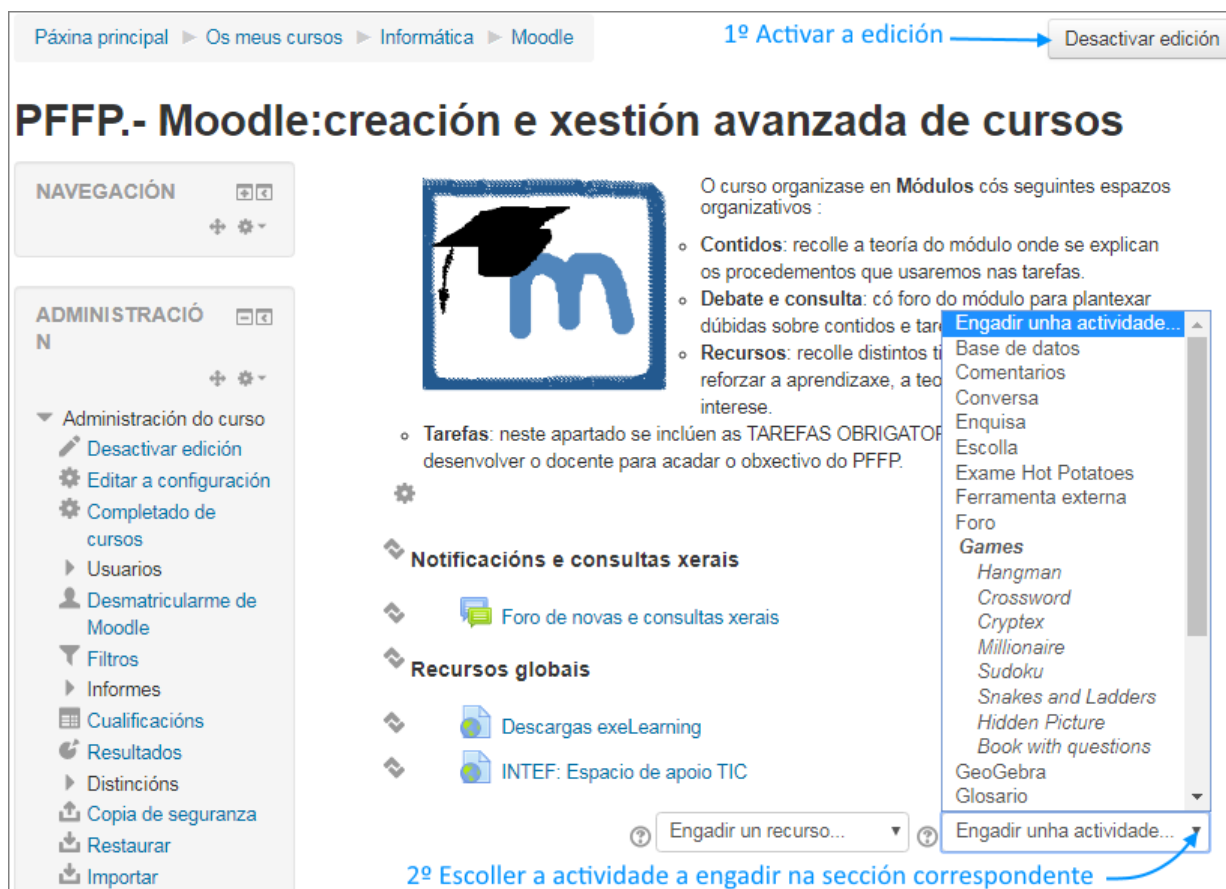 Páxina principal ▶ Os meus cursos ▶ Informática ▶ Moodle
1º Activar a edición
Desactivar edición
PFFP.- Moodle:creación e xestión avanzada de cursos
NAVEGACIÓN
ADMINISTRACIÓ
N
Administración do curso
Desactivar edición
Editar a configuración
Completado de
cursos
Usuarios
Desmatricularme de
Moodle
Filtros
Informes
Cualificacións
Resultados
Distincións
Copia de seguranza
Restaurar
Importar
m
O curso organizase en Módulos cós seguintes espazos
organizativos :
Contidos: recolle a teoría do módulo onde se explican
os procedementos que usaremos nas tarefas.
Debate e consulta: có foro do módulo para plantexar
dúbidas sobre contidos e tar
Recursos: recolle distintos ti
reforzar a aprendizaxe, a teo
interese.
Tarefas: neste apartado se inclúen as TAREFAS OBRIGATOR
desenvolver o docente para acadar o obxectivo do PFFP.
Notificacións e consultas xerais
Foro de novas e consultas xerais
Recursos globais
Descargas exeLearning
INTEF: Espacio de apoio TIC
Engadir unha actividade...
Base de datos
Comentarios
Conversa
Enquisa
Escolla
Exame Hot Potatoes
Ferramenta externa
Foro
Games
Hangman
Crossword
Cryptex
Millionaire
Sudoku
Snakes and Ladders
Hidden Picture
Book with questions
GeoGebra
Glosario
Engadir un recurso...
Engadir unha actividade...
2º Escoller a actividade a engadir na sección correspondente